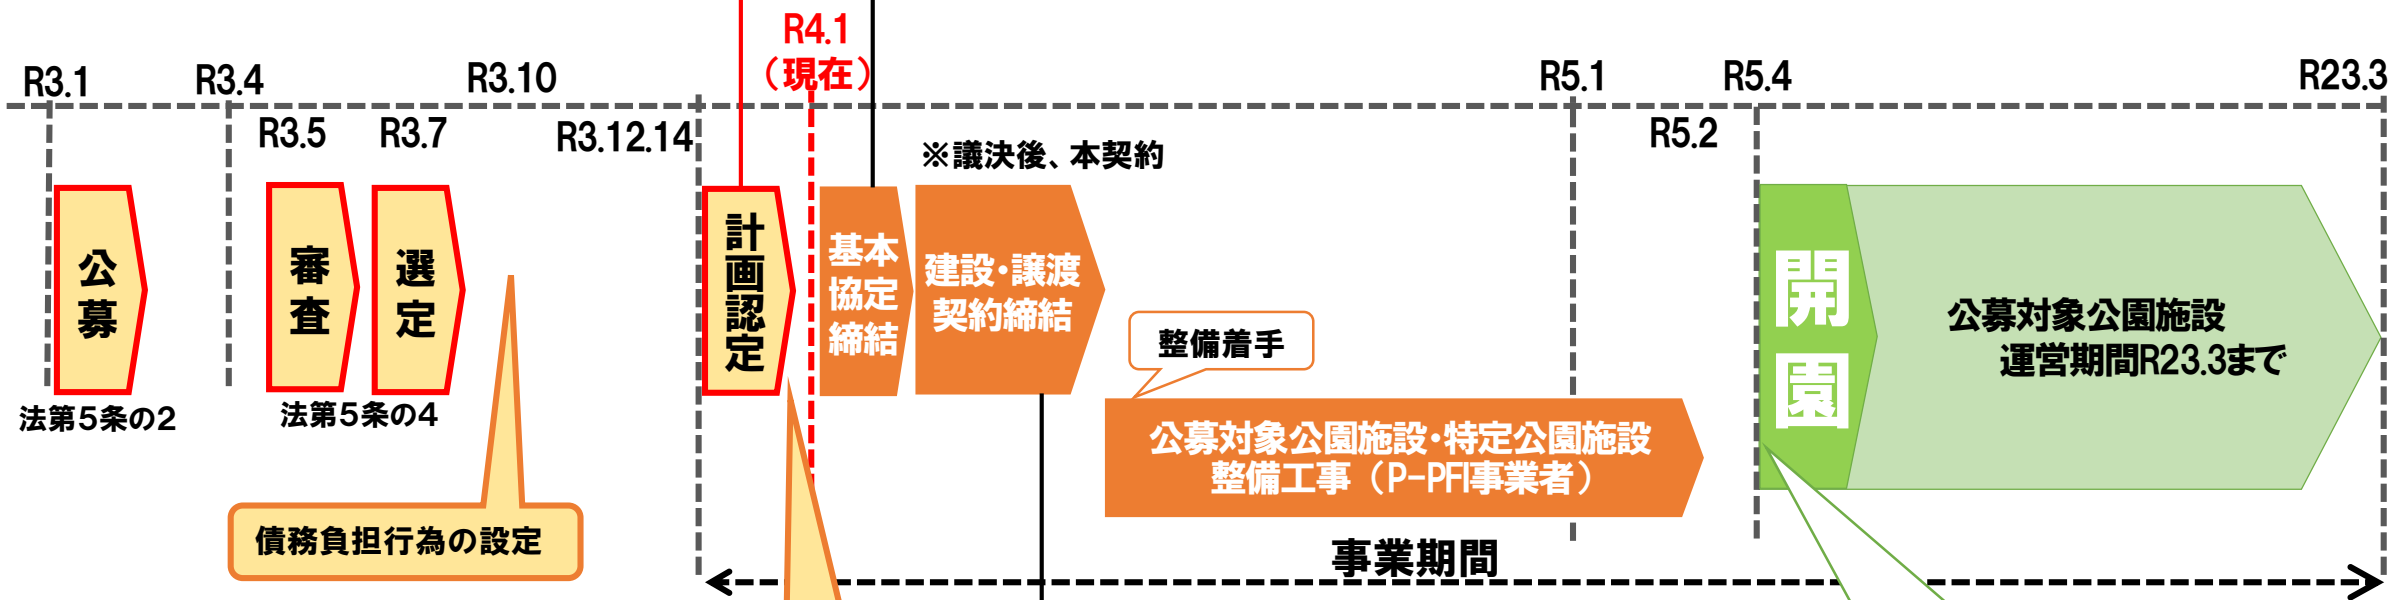 R4.1
（現在）
R3.1
R3.4
R3.10
R5.1
R5.4
R23.3
R3.5
R3.7
R3.12.14
R5.2
※議決後、本契約
公募
審査
選定
計画認定
基本
協定
締結
建設・譲渡
契約締結
開園
公募対象公園施設
運営期間R23.3まで
整備着手
法第５条の２
法第５条の４
公募対象公園施設・特定公園施設
整備工事（P-PFI事業者）
債務負担行為の設定
事業期間